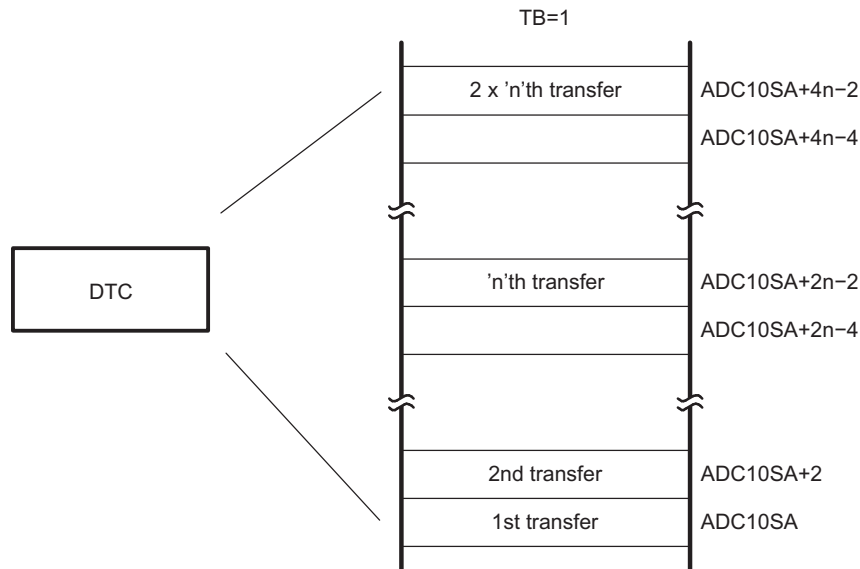 TB=1
2 x ’n’th transfer ADC10SA+4n−2
ADC10SA+4n−4
DTC
’n’th transfer ADC10SA+2n−2
ADC10SA+2n−4
2nd transfer ADC10SA+2
1st transfer ADC10SA